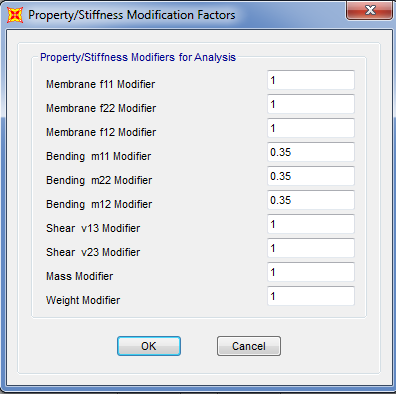 Property/Stiffness Modification Factors
Property/Stiffness Modifiers for Analysis
Membrane f11 Modifier 1
Membrane f22 Modifier 1
Membrane f12 Modifier 1
Bending m11 Modifier 0.35
Bending m22 Modifier 0.35
Bending m12 Modifier 0.35
Shear v13 Modifier 1
Shear v23 Modifier 1
Mass Modifier 1
Weight Modifier 1
OK Cancel